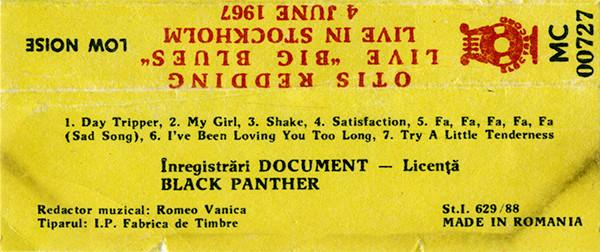 OTIS REDDING
LIVE "BIG BLUES"
LIVE IN STOCKHOLM
4 JUNE 1967
LOW NOISE
ELECTRECORD
MC
00727
1. Day Tripper, 2. My Girl, 3. Shake, 4. Satisfaction, 5. Fa, Fa, Fa, Fa, Fa
(Sad Song), 6. I've Been Loving You Too Long, 7. Try A Little Tenderness
Înregistrări DOCUMENT — Licență
BLACK PANTHER
Redactor muzical: Romeo Vanica
Tiparul: I.P. Fabrica de Timbre
St.I. 629/88
MADE IN ROMANIA